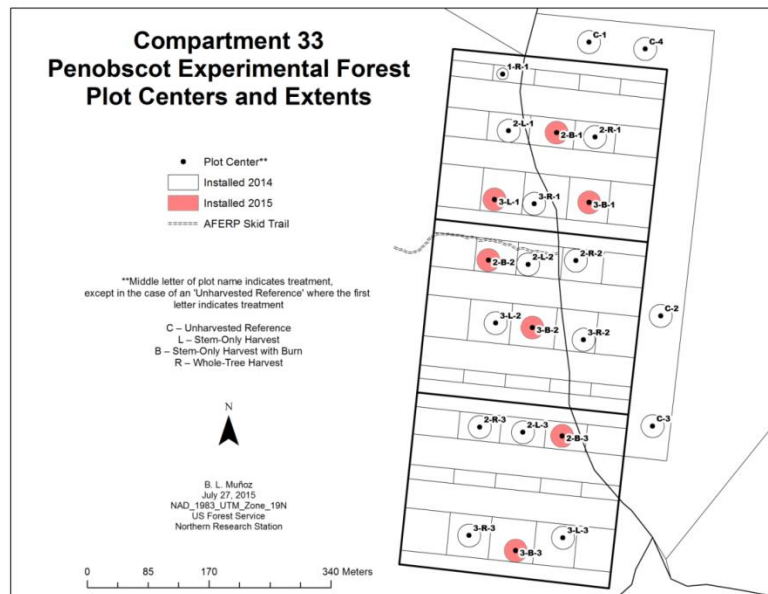 Compartment 33
Penobscot Experimental Forest
Plot Centers and Extents
Plot Center**
Installed 2014
Installed 2015
AFERP Skid Trail
**Middle letter of plot name indicates treatment,
except in the case of an 'Unharvested Reference' where the first
letter indicates treatment
C – Unharvested Reference
L – Stem-Only Harvest
B – Stem-Only Harvest with Burn
R – Whole-Tree Harvest
N
B. L. Muñoz
July 27, 2015
NAD_1983_UTM_Zone_19N
US Forest Service
Northern Research Station
0 85 170 340 Meters
C-1
C-4
1-R-1
2-L-1
2-B-1
2-R-1
3-L-1
3-R-1
3-B-1
2-B-2
2-L-2
2-R-2
C-2
3-L-2
3-B-2
3-R-2
2-R-3
2-L-3
2-B-3
C-3
3-R-3
3-B-3
3-L-3